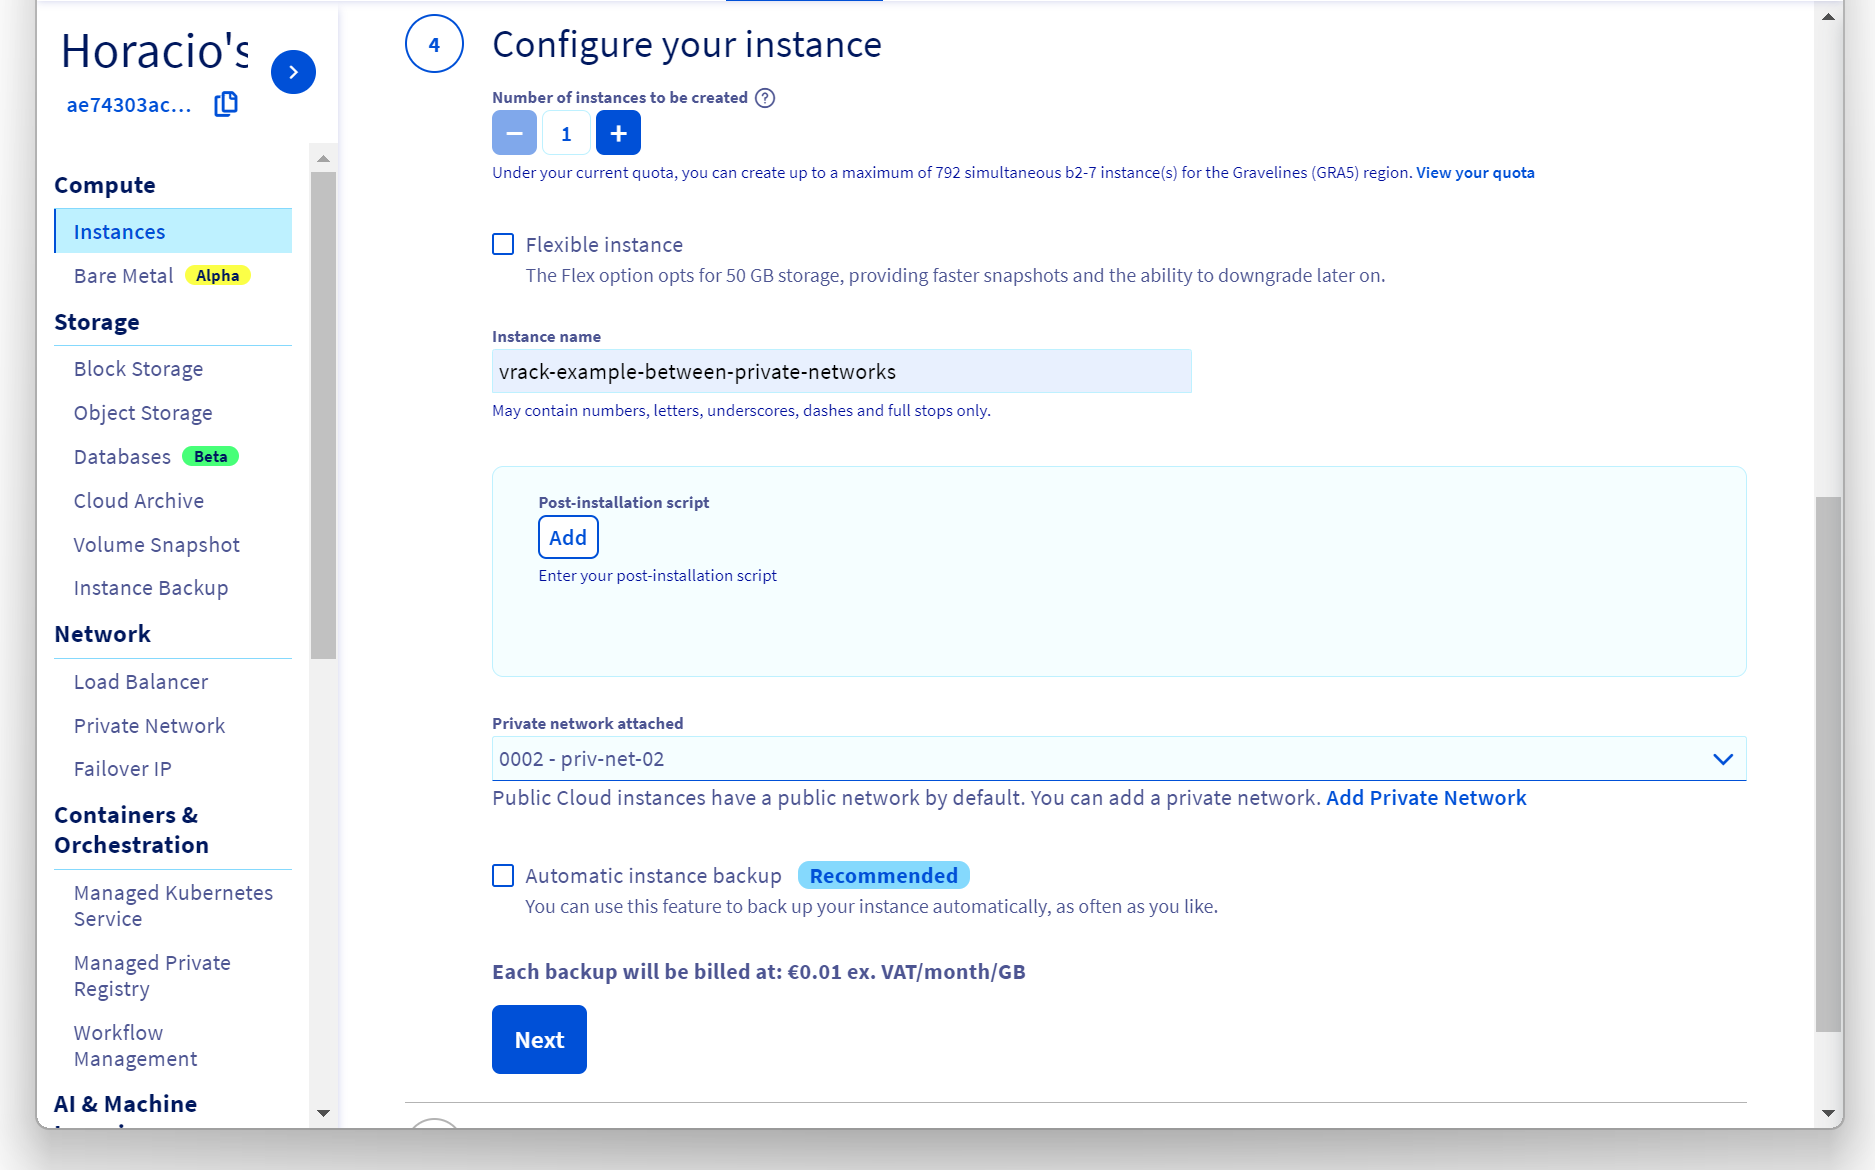 Horacio's
ae74303ac...
Compute
Instances
Bare Metal Alpha
Storage
Block Storage
Object Storage
Databases Beta
Cloud Archive
Volume Snapshot
Instance Backup
Network
Load Balancer
Private Network
Failover IP
Containers &
Orchestration
Managed Kubernetes
Service
Managed Private
Registry
Workflow
Management
AI & Machine
4 Configure your instance
Number of instances to be created ?
− 1 +
Under your current quota, you can create up to a maximum of 792 simultaneous b2-7 instance(s) for the Gravelines (GRA5) region. View your quota
Flexible instance
The Flex option opts for 50 GB storage, providing faster snapshots and the ability to downgrade later on.
Instance name
vrack-example-between-private-networks
May contain numbers, letters, underscores, dashes and full stops only.
Post-installation script
Add
Enter your post-installation script
Private network attached
0002 - priv-net-02
Public Cloud instances have a public network by default. You can add a private network. Add Private Network
Automatic instance backup Recommended
You can use this feature to back up your instance automatically, as often as you like.
Each backup will be billed at: €0.01 ex. VAT/month/GB
Next